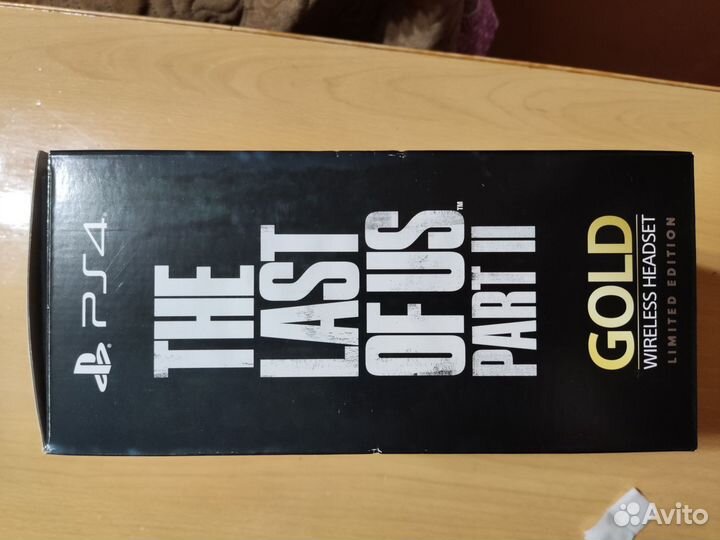 PS4
THE
LAST
OF US™
PART II
GOLD
WIRELESS HEADSET
LIMITED EDITION
Avito